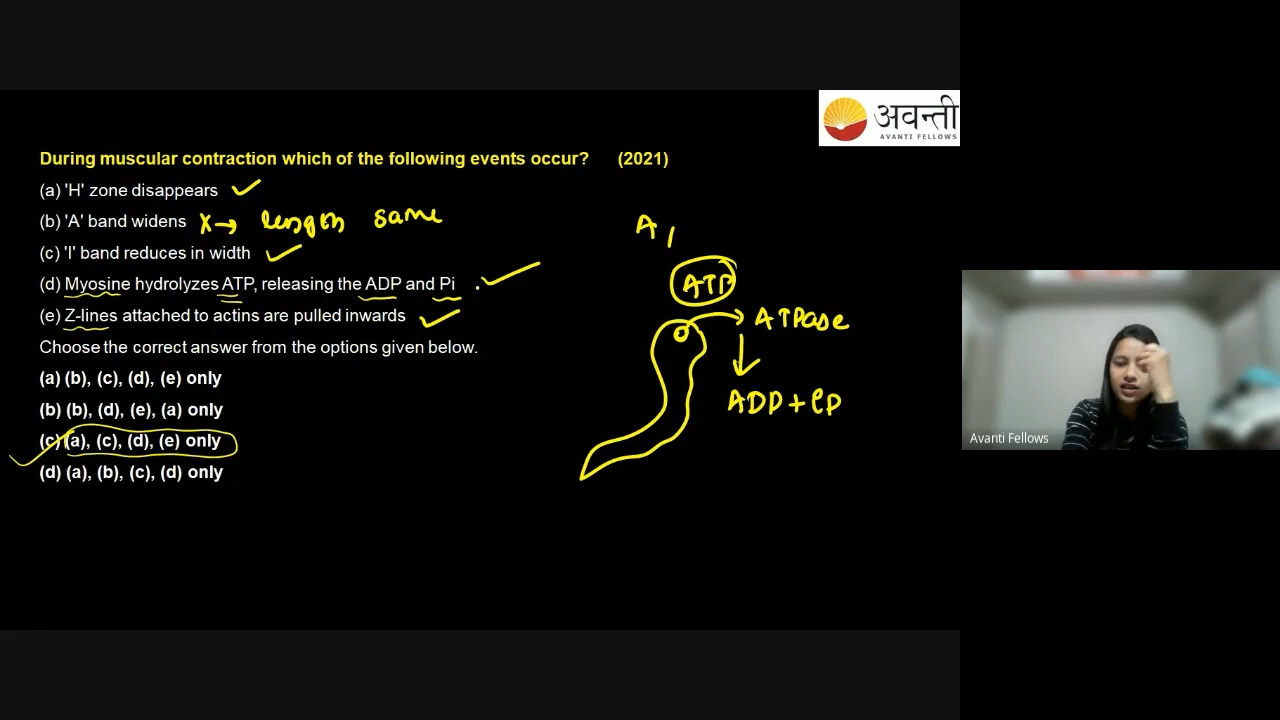 अवन्ती
AVANTI FELLOWS
During muscular contraction which of the following events occur? (2021)
(a) 'H' zone disappears
(b) 'A' band widens x→ length same
(c) 'I' band reduces in width
(d) Myosine hydrolyzes ATP, releasing the ADP and Pi
(e) Z-lines attached to actins are pulled inwards
Choose the correct answer from the options given below.
(a) (b), (c), (d), (e) only
(b) (b), (d), (e), (a) only
(c) (a), (c), (d), (e) only
(d) (a), (b), (c), (d) only
A
ATP
ATPase
ADP +
Avanti Fellows